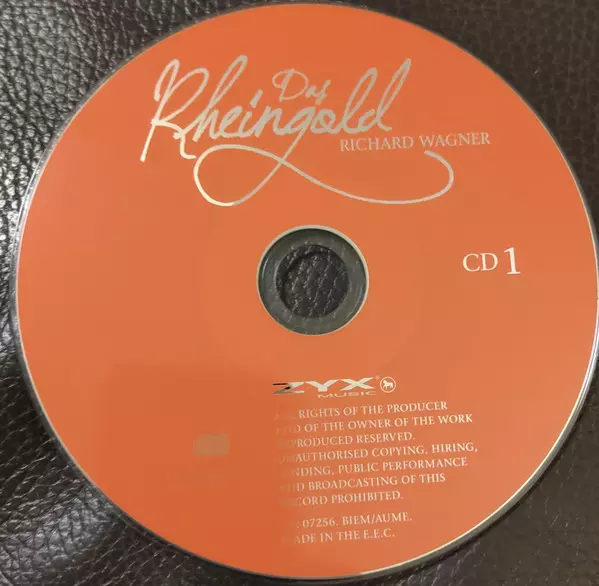 Das
Rheingold
RICHARD WAGNER
CD 1
ZYX®
MUSIC
RIGHTS OF THE PRODUCER
OF THE OWNER OF THE WORK
REPRODUCED RESERVED.
UNAUTHORISED COPYING, HIRING,
LENDING, PUBLIC PERFORMANCE
AND BROADCASTING OF THIS
RECORD PROHIBITED.
07256. BIEM/AUME.
MADE IN THE E.E.C.